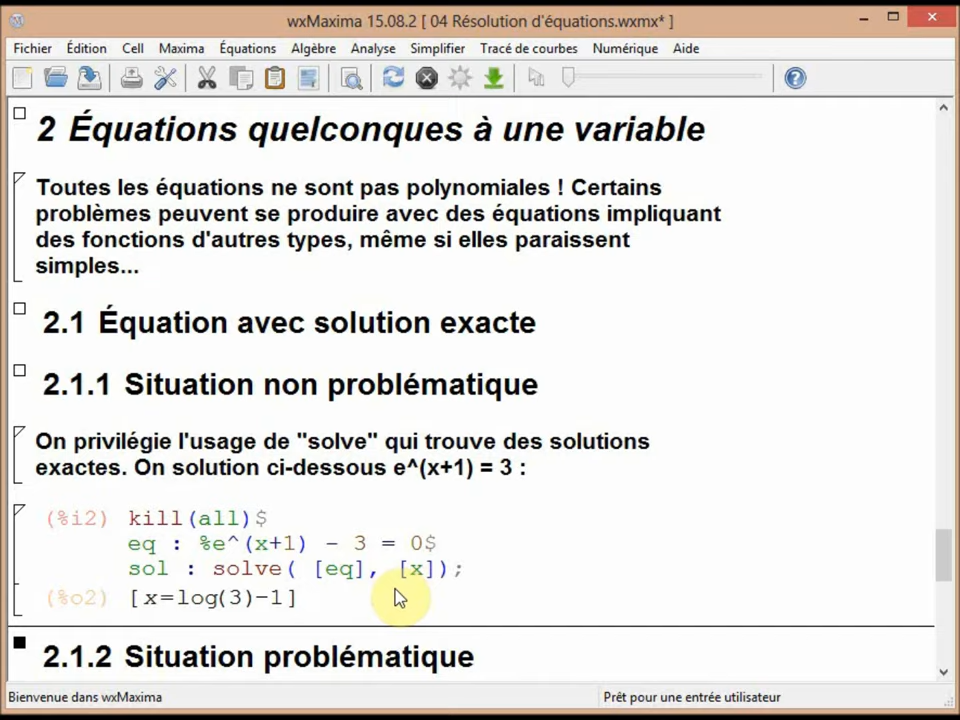 wxMaxima 15.08.2 [ 04 Résolution d'équations.wxmx* ]
Fichier Édition Cell Maxima Équations Algèbre Analyse Simplifier Tracé de courbes Numérique Aide
2 Équations quelconques à une variable
Toutes les équations ne sont pas polynomiales ! Certains
problèmes peuvent se produire avec des équations impliquant
des fonctions d'autres types, même si elles paraissent
simples...
2.1 Équation avec solution exacte
2.1.1 Situation non problématique
On privilégie l'usage de "solve" qui trouve des solutions
exactes. On solution ci-dessous e^(x+1) = 3 :
(%i2) kill(all)$
eq : %e^(x+1) - 3 = 0$
sol : solve( [eq], [x]);
(%o2) [x=log(3)-1]
2.1.2 Situation problématique
Bienvenue dans wxMaxima Prêt pour une entrée utilisateur